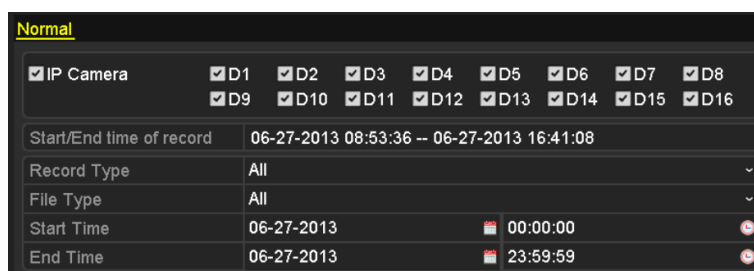 Normal
IP Camera D1 D2 D3 D4 D5 D6 D7 D8
D9 D10 D11 D12 D13 D14 D15 D16
Start/End time of record 06-27-2013 08:53:36 -- 06-27-2013 16:41:08
Record Type All
File Type All
Start Time 06-27-2013 00:00:00
End Time 06-27-2013 23:59:59